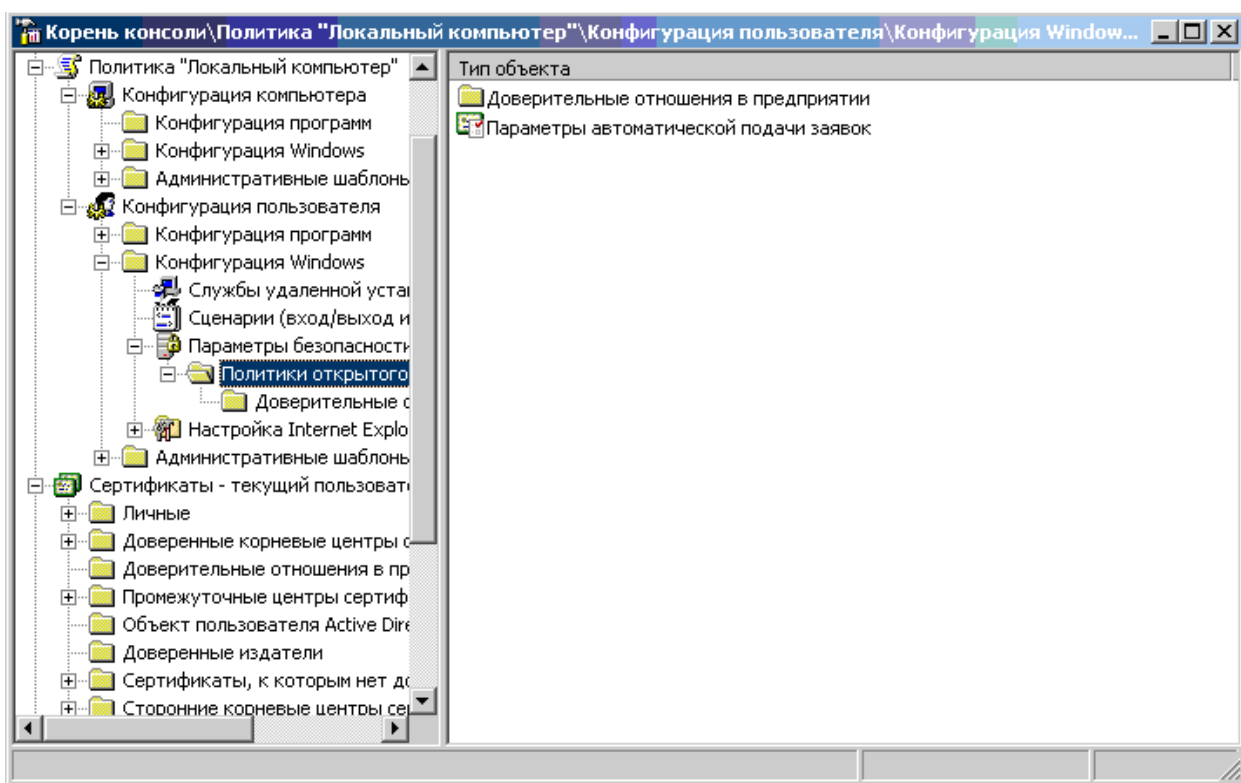 Корень консоли\Политика "Локальный компьютер"\Конфигурация пользователя\Конфигурация Window...
Политика "Локальный компьютер"
Конфигурация компьютера
Конфигурация программ
Конфигурация Windows
Административные шаблоны
Конфигурация пользователя
Конфигурация программ
Конфигурация Windows
Службы удаленной уста
Сценарии (вход/выход и
Параметры безопасности
Политики открытого
Доверительные о
Настройка Internet Explo
Административные шаблоны
Сертификаты - текущий пользовате
Личные
Доверенные корневые центры с
Доверительные отношения в пр
Промежуточные центры сертиф
Объект пользователя Active Dire
Доверенные издатели
Сертификаты, к которым нет до
Сторонние корневые центры сер
Тип объекта
Доверительные отношения в предприятии
Параметры автоматической подачи заявок